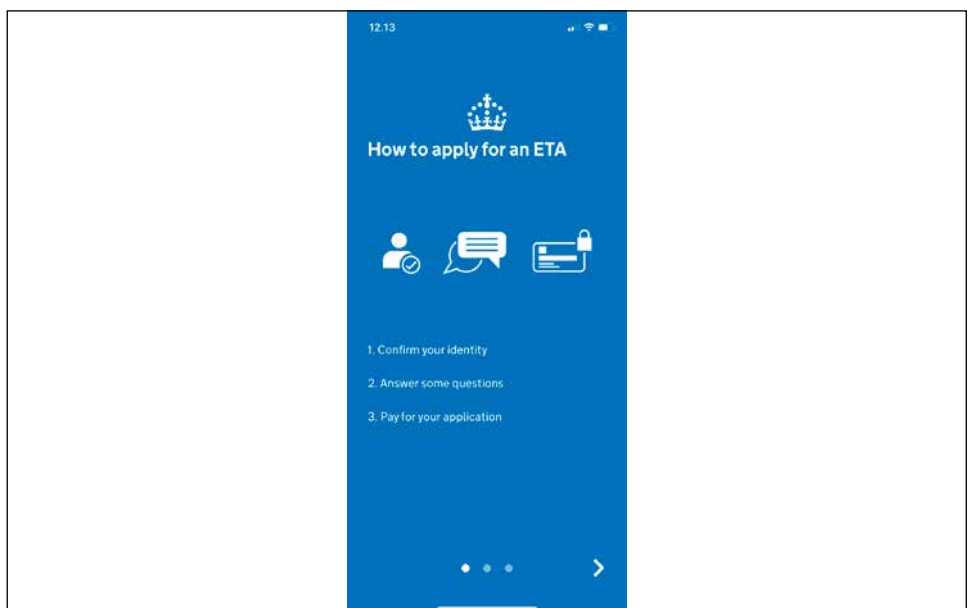 12.13
How to apply for an ETA
1. Confirm your identity
2. Answer some questions
3. Pay for your application